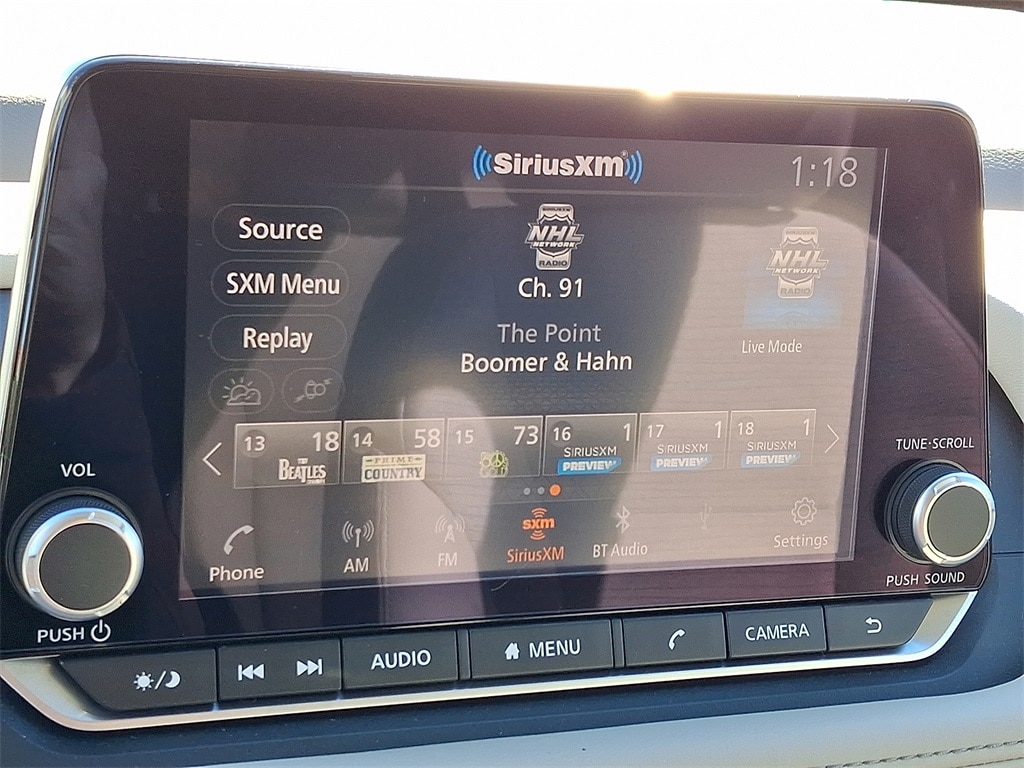 SIRIUSXM
1:18
Source
SXM Menu
Replay
NHL
NETWORK
RADIO
Ch. 91
The Point
Boomer & Hahn
NHL
NETWORK
RADIO
Live Mode
13 18
THE BEATLES
14 58
PRIME
COUNTRY
15 73
16 1
SIRIUSXM
PREVIEW
17 1
SIRIUSXM
PREVIEW
18 1
SIRIUSXM
PREVIEW
Phone
AM
FM
sxm
SiriusXM
BT Audio
Settings
VOL
PUSH
TUNE·SCROLL
PUSH SOUND
AUDIO
MENU
CAMERA